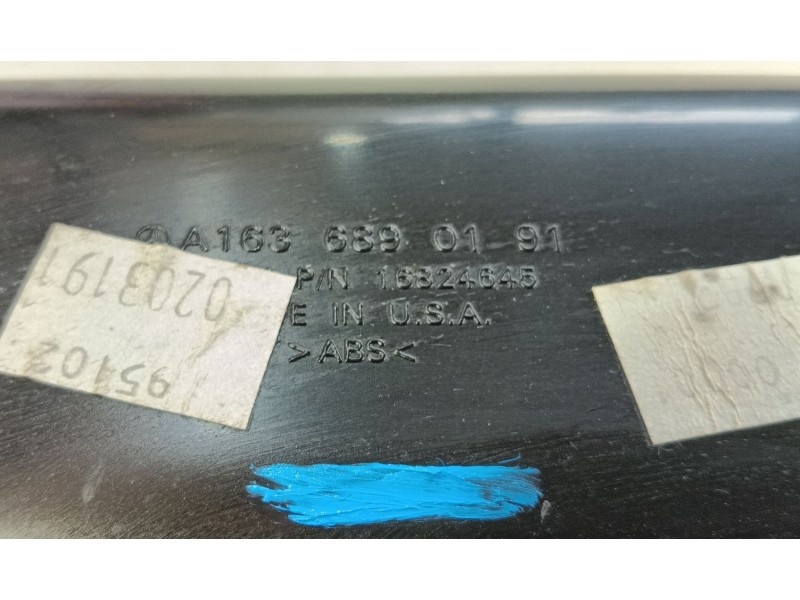 A163 689 01 91
P/N 16824645
E IN U.S.A.
>ABS<
0203191
95102